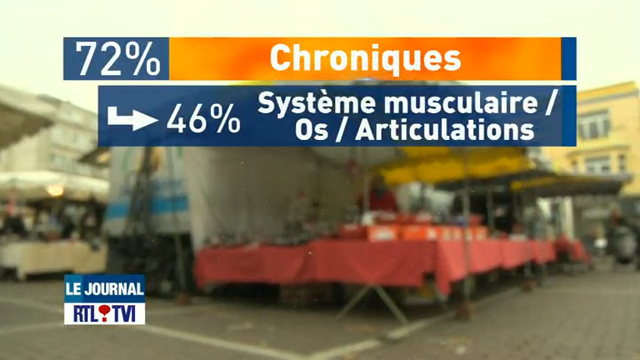 72% Chroniques
46% Système musculaire /
Os / Articulations
LE JOURNAL
RTL TVI